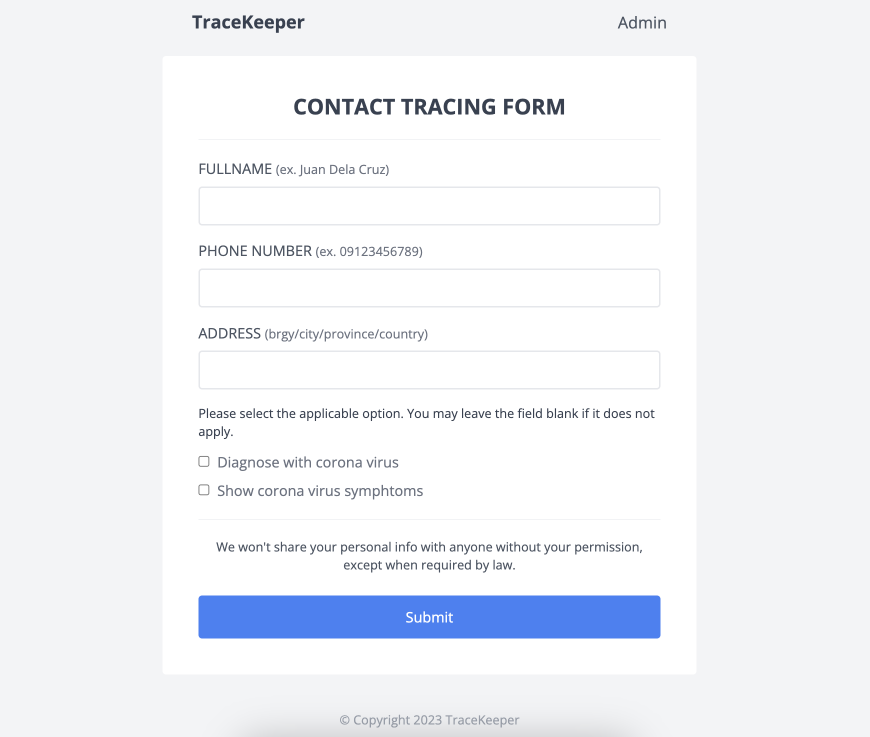 TraceKeeper
Admin
CONTACT TRACING FORM
FULLNAME (ex. Juan Dela Cruz)
PHONE NUMBER (ex. 09123456789)
ADDRESS (brgy/city/province/country)
Please select the applicable option. You may leave the field blank if it does not
apply.
Diagnose with corona virus
Show corona virus symphtoms
We won't share your personal info with anyone without your permission,
except when required by law.
Submit
© Copyright 2023 TraceKeeper